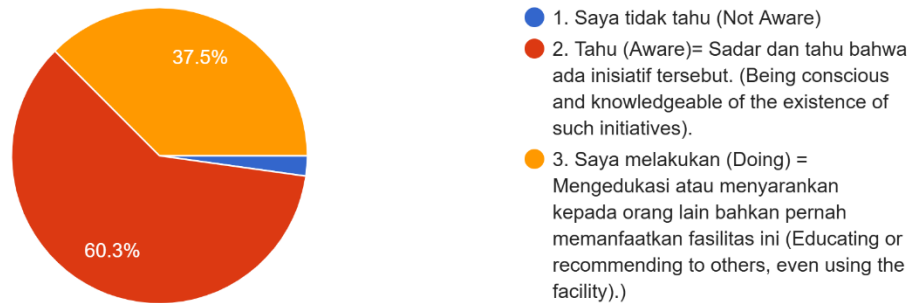 37.5%
60.3%
1. Saya tidak tahu (Not Aware)
2. Tahu (Aware)= Sadar dan tahu bahwa
ada inisiatif tersebut. (Being conscious
and knowledgeable of the existence of
such initiatives).
3. Saya melakukan (Doing) =
Mengedukasi atau menyarankan
kepada orang lain bahkan pernah
memanfaatkan fasilitas ini (Educating or
recommending to others, even using the
facility).)